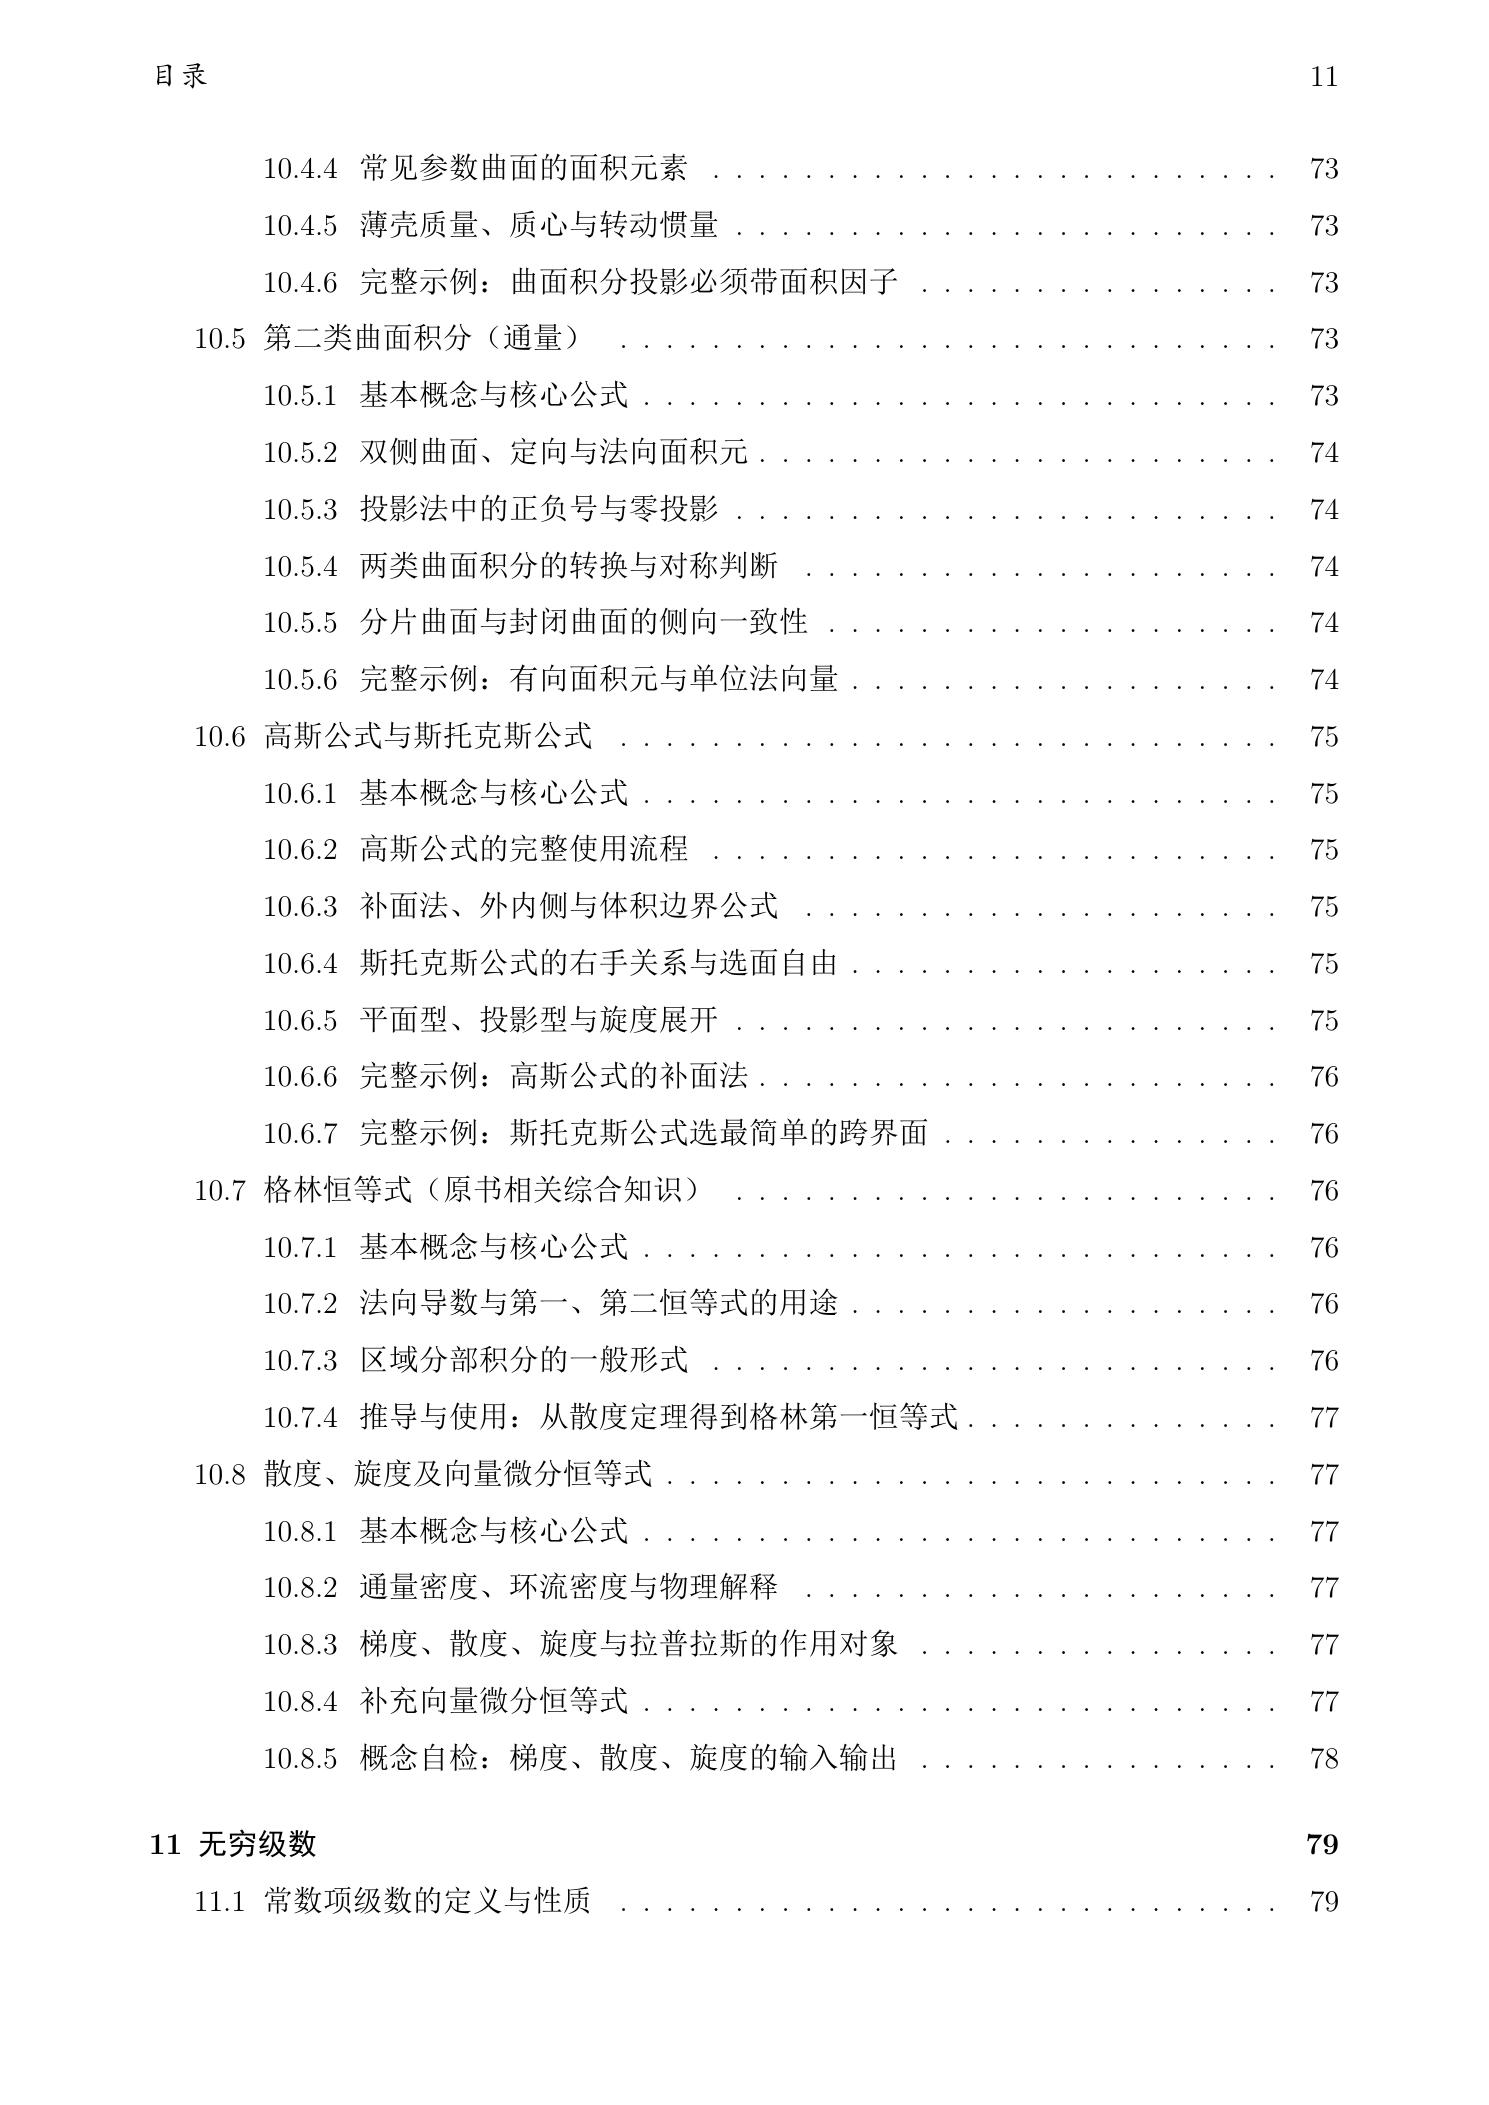 目录 11
10.4.4 常见参数曲面的面积元素 . . . . . . . . . . . . . . . . . . . . . . . . . 73
10.4.5 薄壳质量、质心与转动惯量 . . . . . . . . . . . . . . . . . . . . . . . . 73
10.4.6 完整示例：曲面积分投影必须带面积因子 . . . . . . . . . . . . . . . . 73
10.5 第二类曲面积分（通量） . . . . . . . . . . . . . . . . . . . . . . . . . . . . . 73
10.5.1 基本概念与核心公式 . . . . . . . . . . . . . . . . . . . . . . . . . . . . 73
10.5.2 双侧曲面、定向与法向面积元 . . . . . . . . . . . . . . . . . . . . . . . 74
10.5.3 投影法中的正负号与零投影 . . . . . . . . . . . . . . . . . . . . . . . . 74
10.5.4 两类曲面积分的转换与对称判断 . . . . . . . . . . . . . . . . . . . . . 74
10.5.5 分片曲面与封闭曲面的侧向一致性 . . . . . . . . . . . . . . . . . . . . 74
10.5.6 完整示例：有向面积元与单位法向量 . . . . . . . . . . . . . . . . . . . 74
10.6 高斯公式与斯托克斯公式 . . . . . . . . . . . . . . . . . . . . . . . . . . . . . 75
10.6.1 基本概念与核心公式 . . . . . . . . . . . . . . . . . . . . . . . . . . . . 75
10.6.2 高斯公式的完整使用流程 . . . . . . . . . . . . . . . . . . . . . . . . . 75
10.6.3 补面法、外内侧与体积边界公式 . . . . . . . . . . . . . . . . . . . . . 75
10.6.4 斯托克斯公式的右手关系与选面自由 . . . . . . . . . . . . . . . . . . . 75
10.6.5 平面型、投影型与旋度展开 . . . . . . . . . . . . . . . . . . . . . . . . 75
10.6.6 完整示例：高斯公式的补面法 . . . . . . . . . . . . . . . . . . . . . . . 76
10.6.7 完整示例：斯托克斯公式选最简单的跨界面 . . . . . . . . . . . . . . . 76
10.7 格林恒等式（原书相关综合知识） . . . . . . . . . . . . . . . . . . . . . . . . 76
10.7.1 基本概念与核心公式 . . . . . . . . . . . . . . . . . . . . . . . . . . . . 76
10.7.2 法向导数与第一、第二恒等式的用途 . . . . . . . . . . . . . . . . . . . 76
10.7.3 区域分部积分的一般形式 . . . . . . . . . . . . . . . . . . . . . . . . . 76
10.7.4 推导与使用：从散度定理得到格林第一恒等式 . . . . . . . . . . . . . . 77
10.8 散度、旋度及向量微分恒等式 . . . . . . . . . . . . . . . . . . . . . . . . . . . 77
10.8.1 基本概念与核心公式 . . . . . . . . . . . . . . . . . . . . . . . . . . . . 77
10.8.2 通量密度、环流密度与物理解释 . . . . . . . . . . . . . . . . . . . . . 77
10.8.3 梯度、散度、旋度与拉普拉斯的作用对象 . . . . . . . . . . . . . . . . 77
10.8.4 补充向量微分恒等式 . . . . . . . . . . . . . . . . . . . . . . . . . . . . 77
10.8.5 概念自检：梯度、散度、旋度的输入输出 . . . . . . . . . . . . . . . . 78
11 无穷级数 79
11.1 常数项级数的定义与性质 . . . . . . . . . . . . . . . . . . . . . . . . . . . . . 79